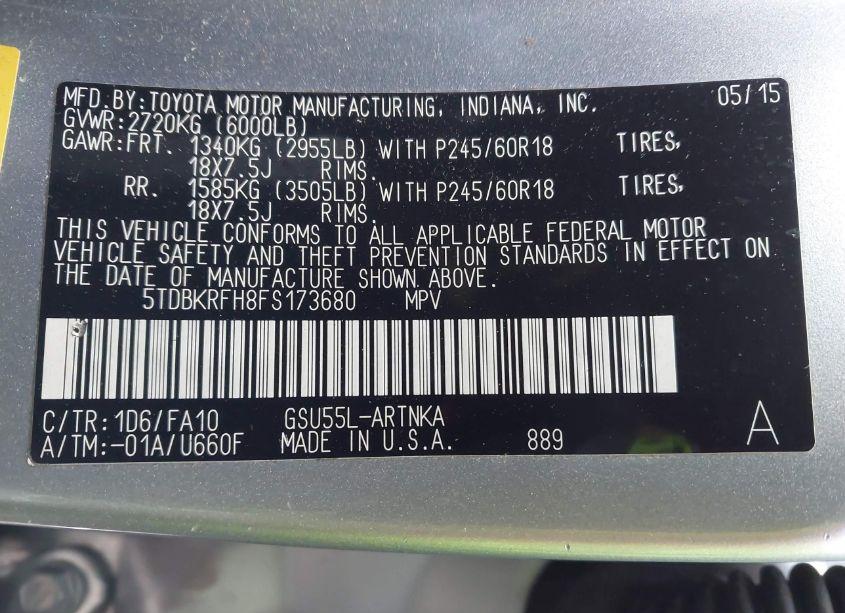 MFD.BY:TOYOTA MOTOR MANUFACTURING, INDIANA, INC. 05/15
GVWR:2720KG (6000LB)
GAWR:FRT. 1340KG (2955LB) WITH P245/60R18 TIRES,
18X7.5J RIMS.
RR. 1585KG (3505LB) WITH P245/60R18 TIRES,
18X7.5J RIMS.
THIS VEHICLE CONFORMS TO ALL APPLICABLE FEDERAL MOTOR
VEHICLE SAFETY AND THEFT PREVENTION STANDARDS IN EFFECT ON
THE DATE OF MANUFACTURE SHOWN ABOVE.
5TDBKRFH8FS173680 MPV
C/TR:1D6/FA10 GSU55L-ARTNKA
A/TM:-01A/U660F MADE IN U.S.A. 889 A